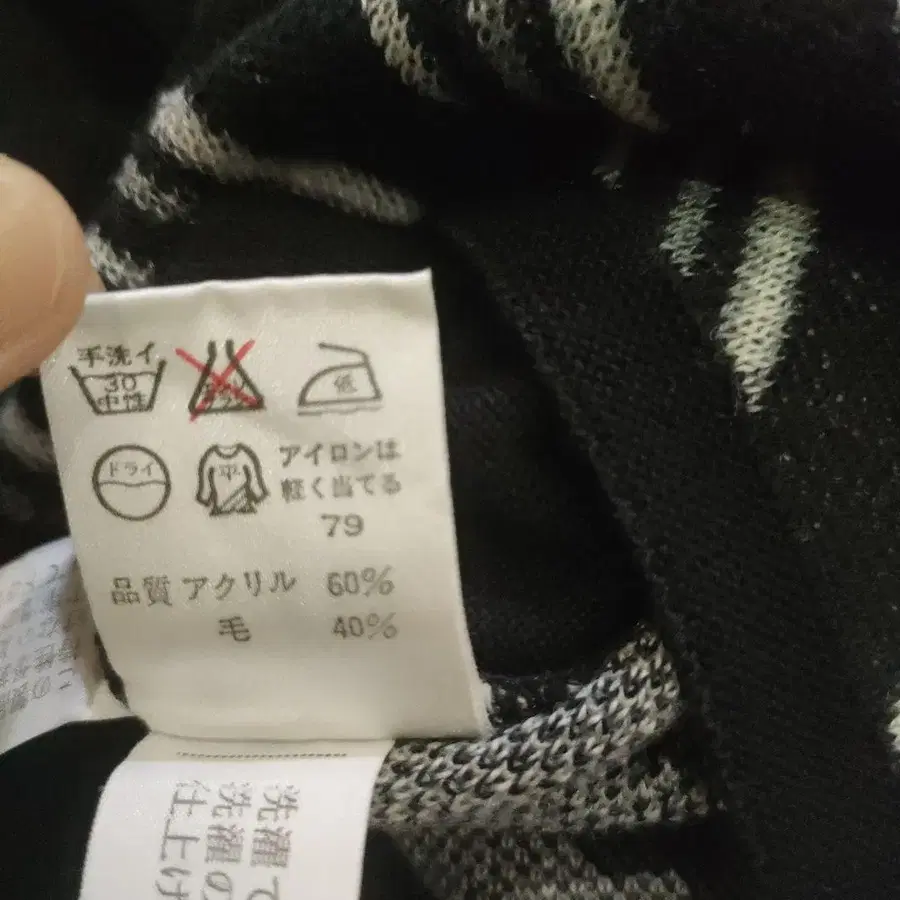 手洗イ
30
中性
低
ドライ
平
アイロンは
軽く当てる
79
品質 アクリル 60%
毛 40%
洗濯で
洗濯の
仕上げ